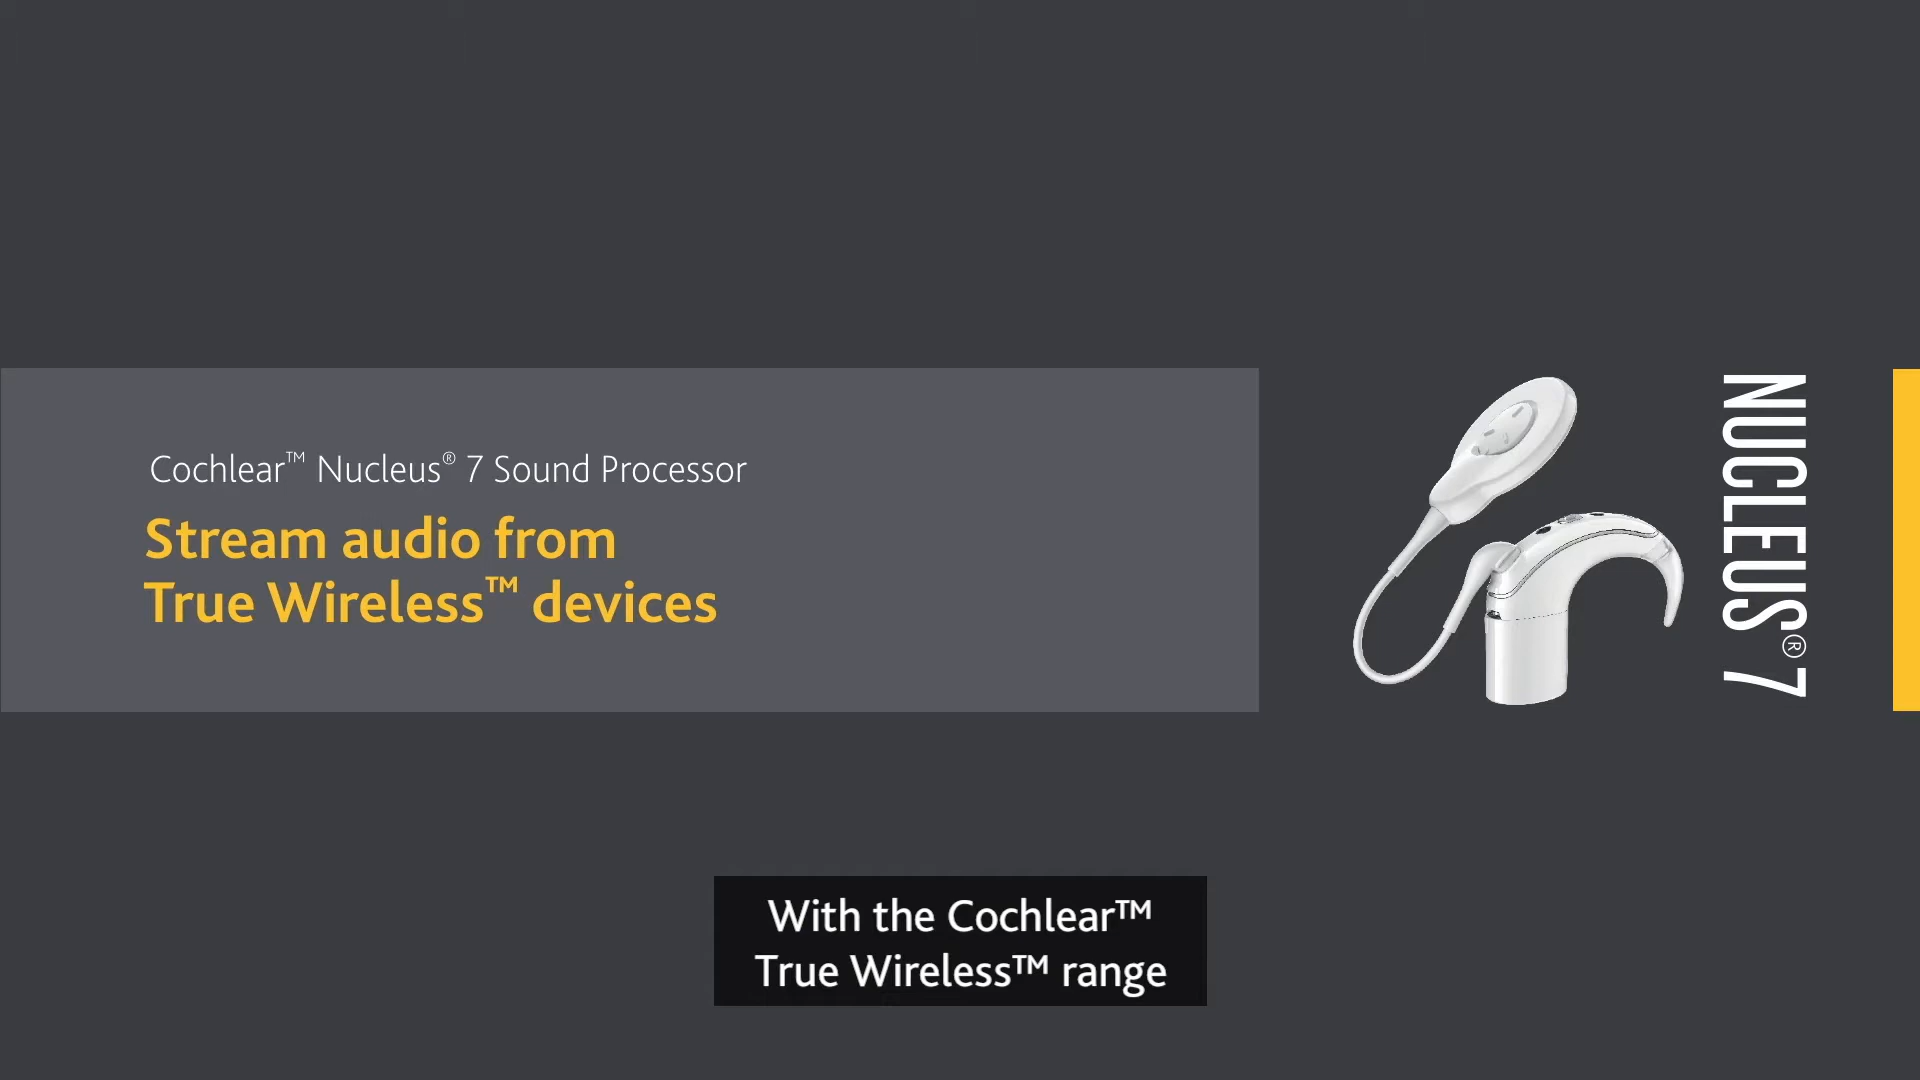 Cochlear™ Nucleus® 7 Sound Processor
Stream audio from
True Wireless™ devices
NUCLEUS® 7
With the Cochlear™
True Wireless™ range